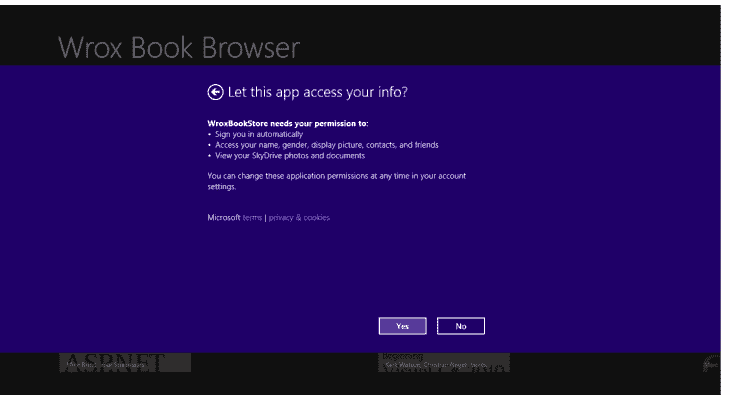 Wrox Book Browser
Let this app access your info?
WroxBookStore needs your permission to:
• Sign you in automatically
• Access your name, gender, display picture, contacts, and friends
• View your SkyDrive photos and documents
You can change these application permissions at any time in your account
settings.
Microsoft terms | privacy & cookies
Yes No
Beginning
ASP.NET